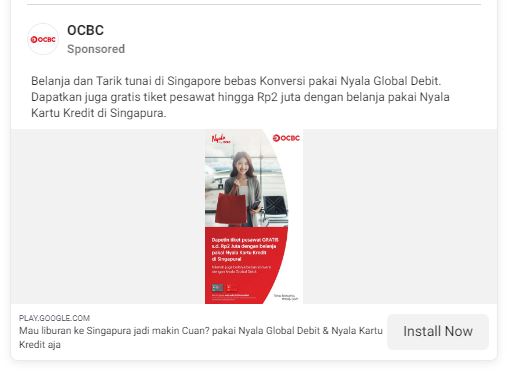 OCBC
OCBC
Sponsored
Belanja dan Tarik tunai di Singapore bebas Konversi pakai Nyala Global Debit.
Dapatkan juga gratis tiket pesawat hingga Rp2 juta dengan belanja pakai Nyala
Kartu Kredit di Singapura.
Nyala
OCBC
Dapatin tiket pesawat GRATIS
s.d. Rp2 Juta dengan belanja
pakai Nyala Kartu Kredit
di Singapura!
PLAY.GOOGLE.COM
Mau liburan ke Singapura jadi makin Cuan? pakai Nyala Global Debit & Nyala Kartu
Kredit aja
Install Now